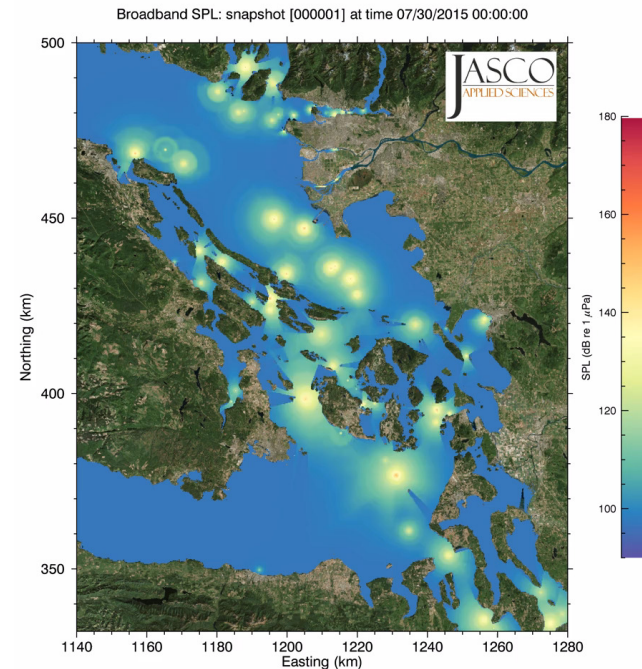 Broadband SPL: snapshot [000001] at time 07/30/2015 00:00:00
JASCO
APPLIED SCIENCES
500
450
400
350
Northing (km)
1140
1160
1180
1200
1220
1240
1260
1280
Easting (km)
180
160
140
120
100
SPL (dB re 1 μPa)